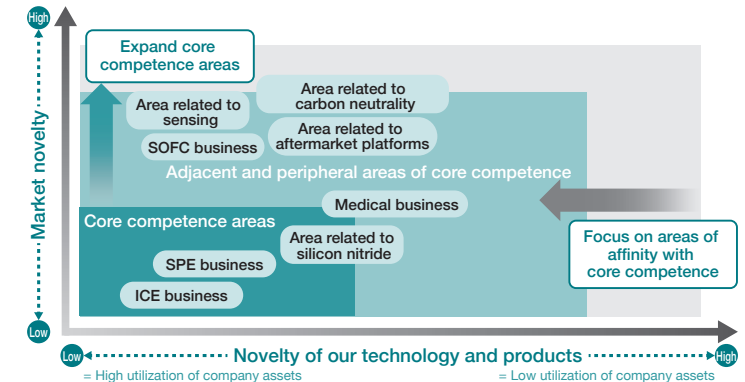 High
Expand core
competence areas
Area related to
carbon neutrality
Area related to
sensing
Area related to
aftermarket platforms
SOFC business
Adjacent and peripheral areas of core competence
Medical business
Core competence areas
Area related to
silicon nitride
SPE business
ICE business
Focus on areas of
affinity with
core competence
Market novelty
Low
Low
Novelty of our technology and products
High
= High utilization of company assets
= Low utilization of company assets